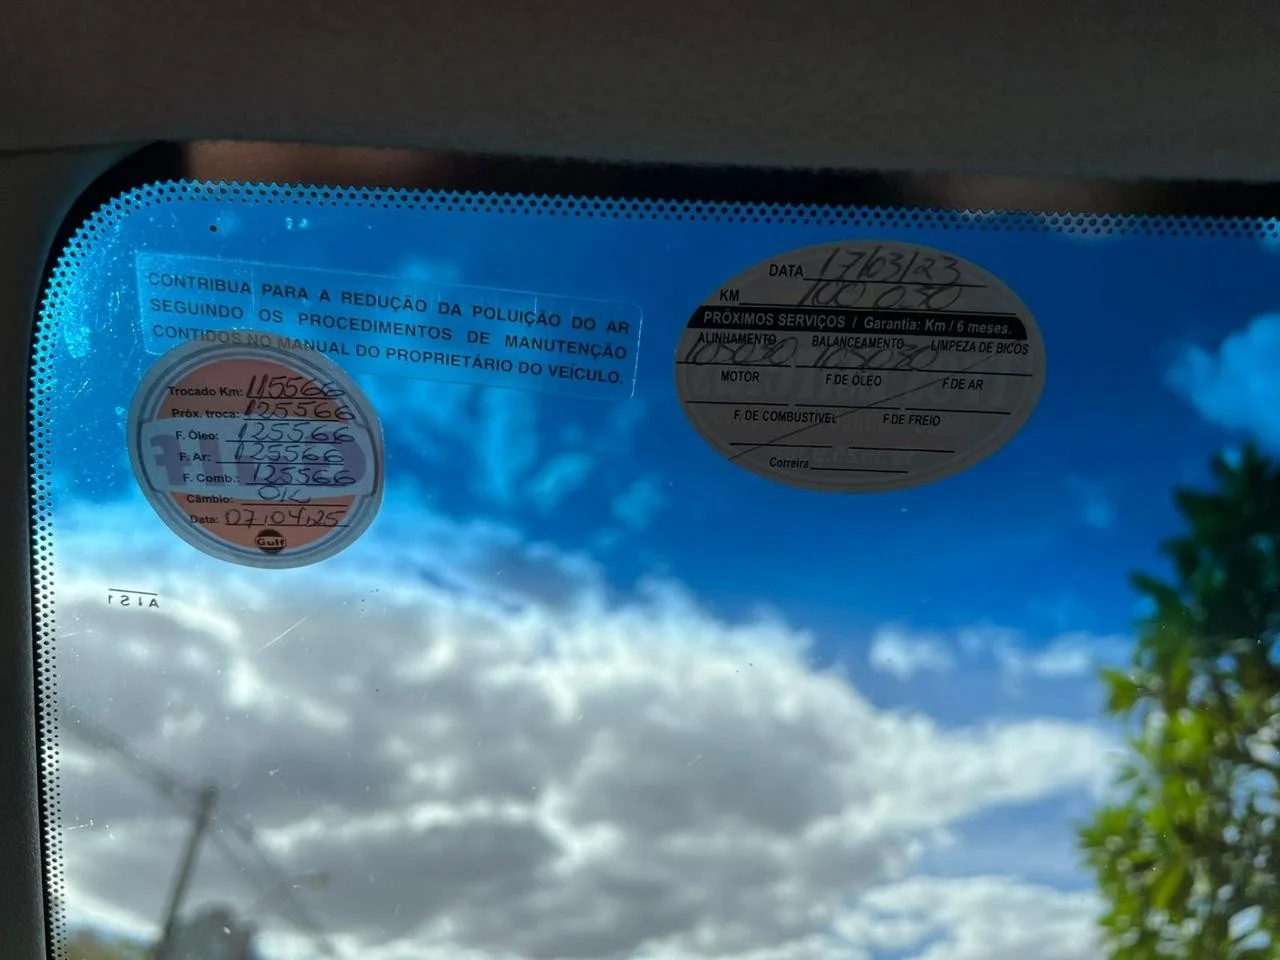 CONTRIBUA PARA A REDUÇÃO DA POLUIÇÃO DO AR
SEGUINDO OS PROCEDIMENTOS DE MANUTENÇÃO
CONTIDOS NO MANUAL DO PROPRIETÁRIO DO VEÍCULO.
Trocado Km: 115566
Próx. troca: 125566
F. Óleo: 125566
F. Ar: 125566
F. Comb.: 125566
Câmbio: OK
Data: 07,04,25
Gulf
DATA 17/03/23
KM 100 030
PRÓXIMOS SERVIÇOS / Garantia: Km / 6 meses.
ALINHAMENTO BALANCEAMENTO LIMPEZA DE BICOS
105030 105030
MOTOR F.DE ÓLEO F.DE AR
F. DE COMBUSTIVEL F DE FREIO
Correira